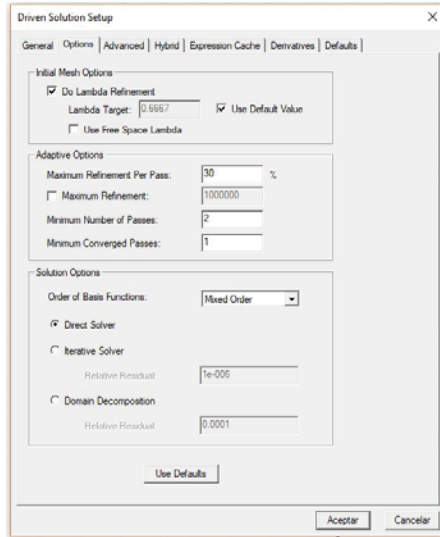 Driven Solution Setup
General Options Advanced Hybrid Expression Cache Derivatives Defaults
Initial Mesh Options
Do Lambda Refinement
Lambda Target: 0.6667 Use Default Value
Use Free Space Lambda
Adaptive Options
Maximum Refinement Per Pass: 30 %
Maximum Refinement: 1000000
Minimum Number of Passes: 2
Minimum Converged Passes: 1
Solution Options
Order of Basis Functions: Mixed Order
Direct Solver
Iterative Solver
Relative Residual 1e-006
Domain Decomposition
Relative Residual 0.0001
Use Defaults
Aceptar Cancelar